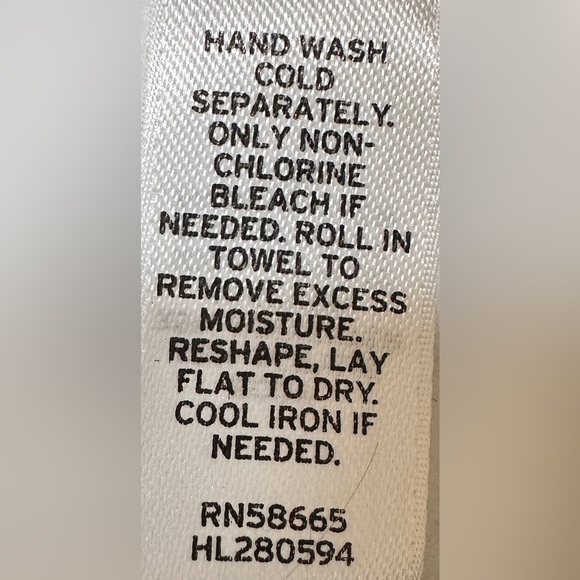 HAND WASH
COLD
SEPARATELY.
ONLY NON-
CHLORINE
BLEACH IF
NEEDED. ROLL IN
TOWEL TO
REMOVE EXCESS
MOISTURE.
RESHAPE, LAY
FLAT TO DRY.
COOL IRON IF
NEEDED.
RN58665
HL280594